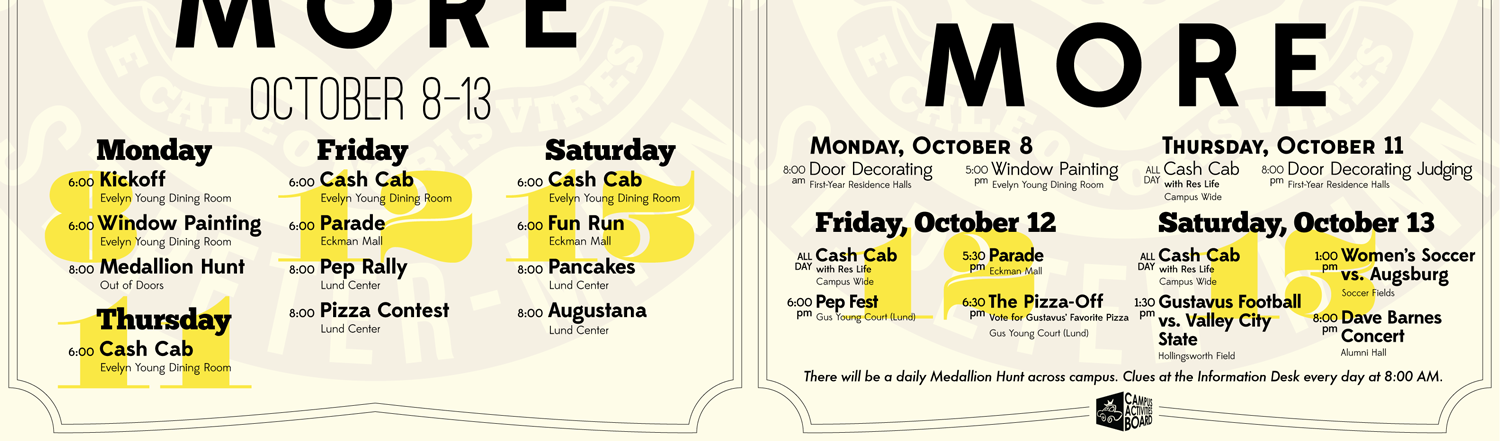 MORE
OCTOBER 8-13
Monday
6:00 Kickoff
Evelyn Young Dining Room
6:00 Window Painting
Evelyn Young Dining Room
8:00 Medallion Hunt
Out of Doors
8
Thursday
6:00 Cash Cab
Evelyn Young Dining Room
11
Friday
6:00 Cash Cab
Evelyn Young Dining Room
6:00 Parade
Eckman Mall
8:00 Pep Rally
Lund Center
8:00 Pizza Contest
Lund Center
12
Saturday
6:00 Cash Cab
Evelyn Young Dining Room
6:00 Fun Run
Eckman Mall
8:00 Pancakes
Lund Center
8:00 Augustana
Lund Center
13
MORE
Monday, October 8
8:00 am Door Decorating
First-Year Residence Halls
5:00 pm Window Painting
Evelyn Young Dining Room
Thursday, October 11
ALL DAY Cash Cab
with Res Life
Campus Wide
8:00 pm Door Decorating Judging
First-Year Residence Halls
Friday, October 12
ALL DAY Cash Cab
with Res Life
Campus Wide
6:00 pm Pep Fest
Gus Young Court (Lund)
5:30 pm Parade
Eckman Mall
6:30 pm The Pizza-Off
Vote for Gustavus' Favorite Pizza
Gus Young Court (Lund)
12
Saturday, October 13
ALL DAY Cash Cab
with Res Life
Campus Wide
1:30 pm Gustavus Football
vs. Valley City
State
Hollingsworth Field
1:00 pm Women's Soccer
vs. Augsburg
Soccer Fields
8:00 pm Dave Barnes
Concert
Alumni Hall
13
There will be a daily Medallion Hunt across campus. Clues at the Information Desk every day at 8:00 AM.
CAMPUS
ACTIVITIES
BOARD